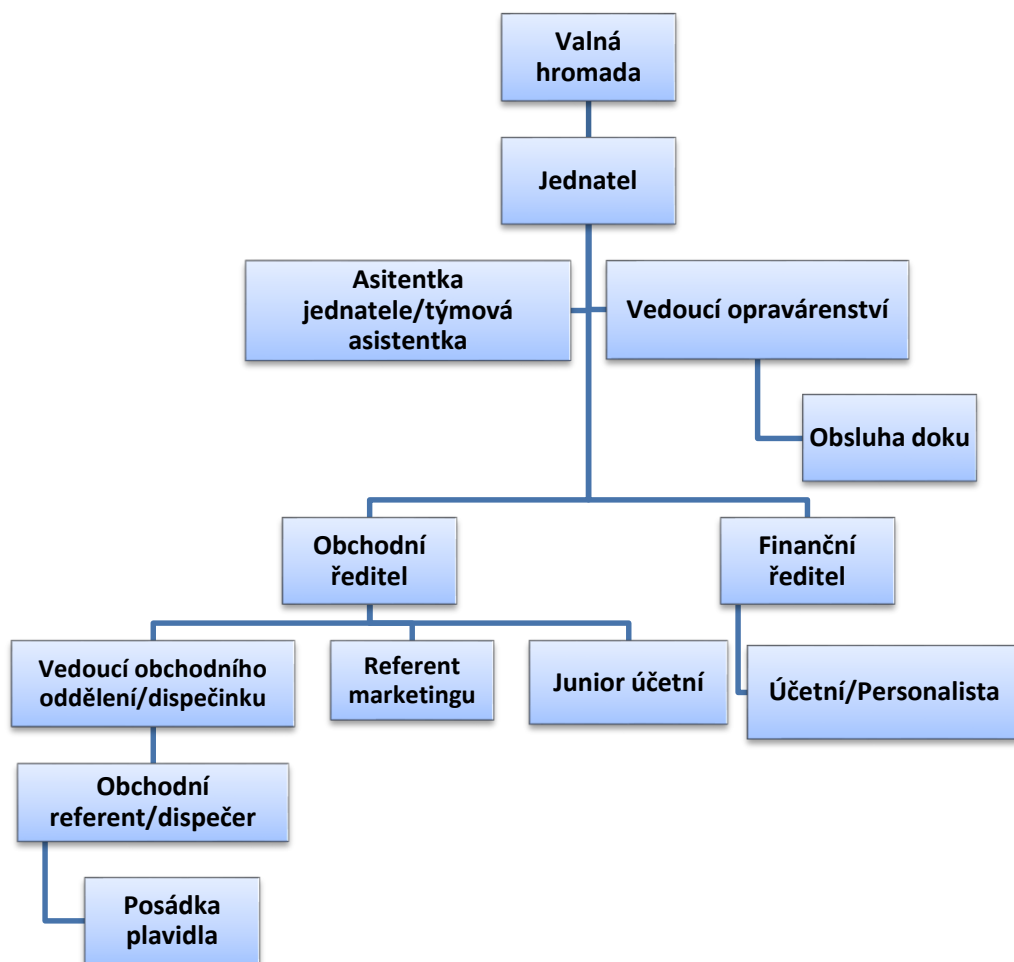 Valná
hromada
Jednatel
Asitentka
jednatele/týmová
asistentka
Vedoucí opravárenství
Obsluha doku
Obchodní
ředitel
Finanční
ředitel
Vedoucí obchodního
oddělení/dispečinku
Referent
marketingu
Junior účetní
Účetní/Personalista
Obchodní
referent/dispečer
Posádka
plavidla